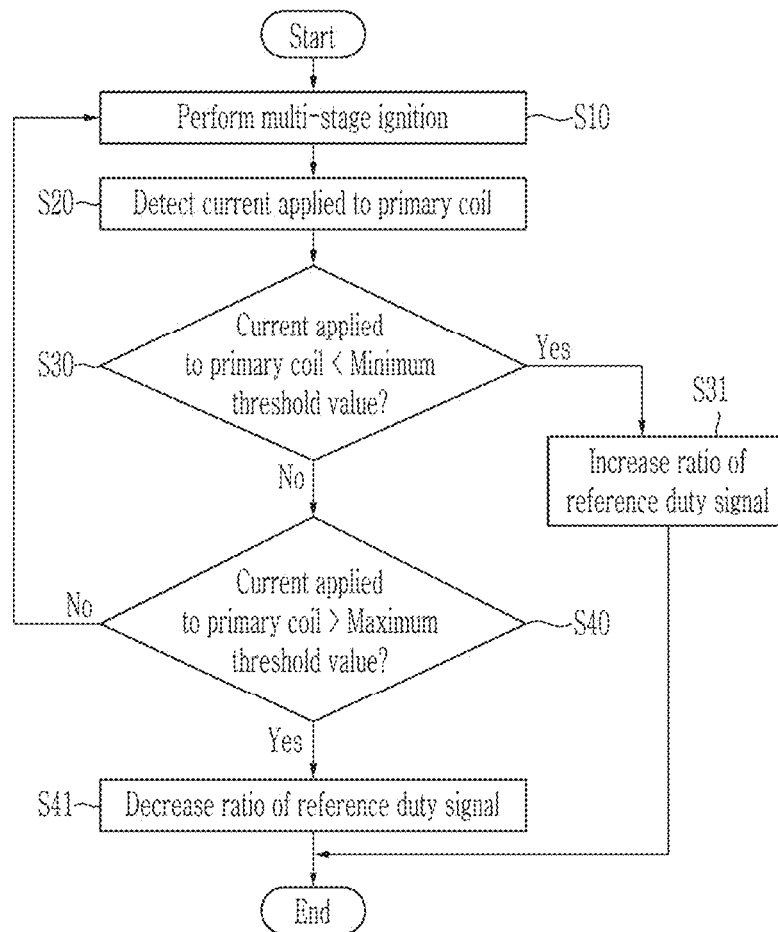 Start
Perform multi-stage ignition
S10
S20
Detect current applied to primary coil
S30
Current applied
to primary coil < Minimum
threshold value?
Yes
S31
Increase ratio of
reference duty signal
No
No
Current applied
to primary coil > Maximum
threshold value?
S40
Yes
S41
Decrease ratio of reference duty signal
End